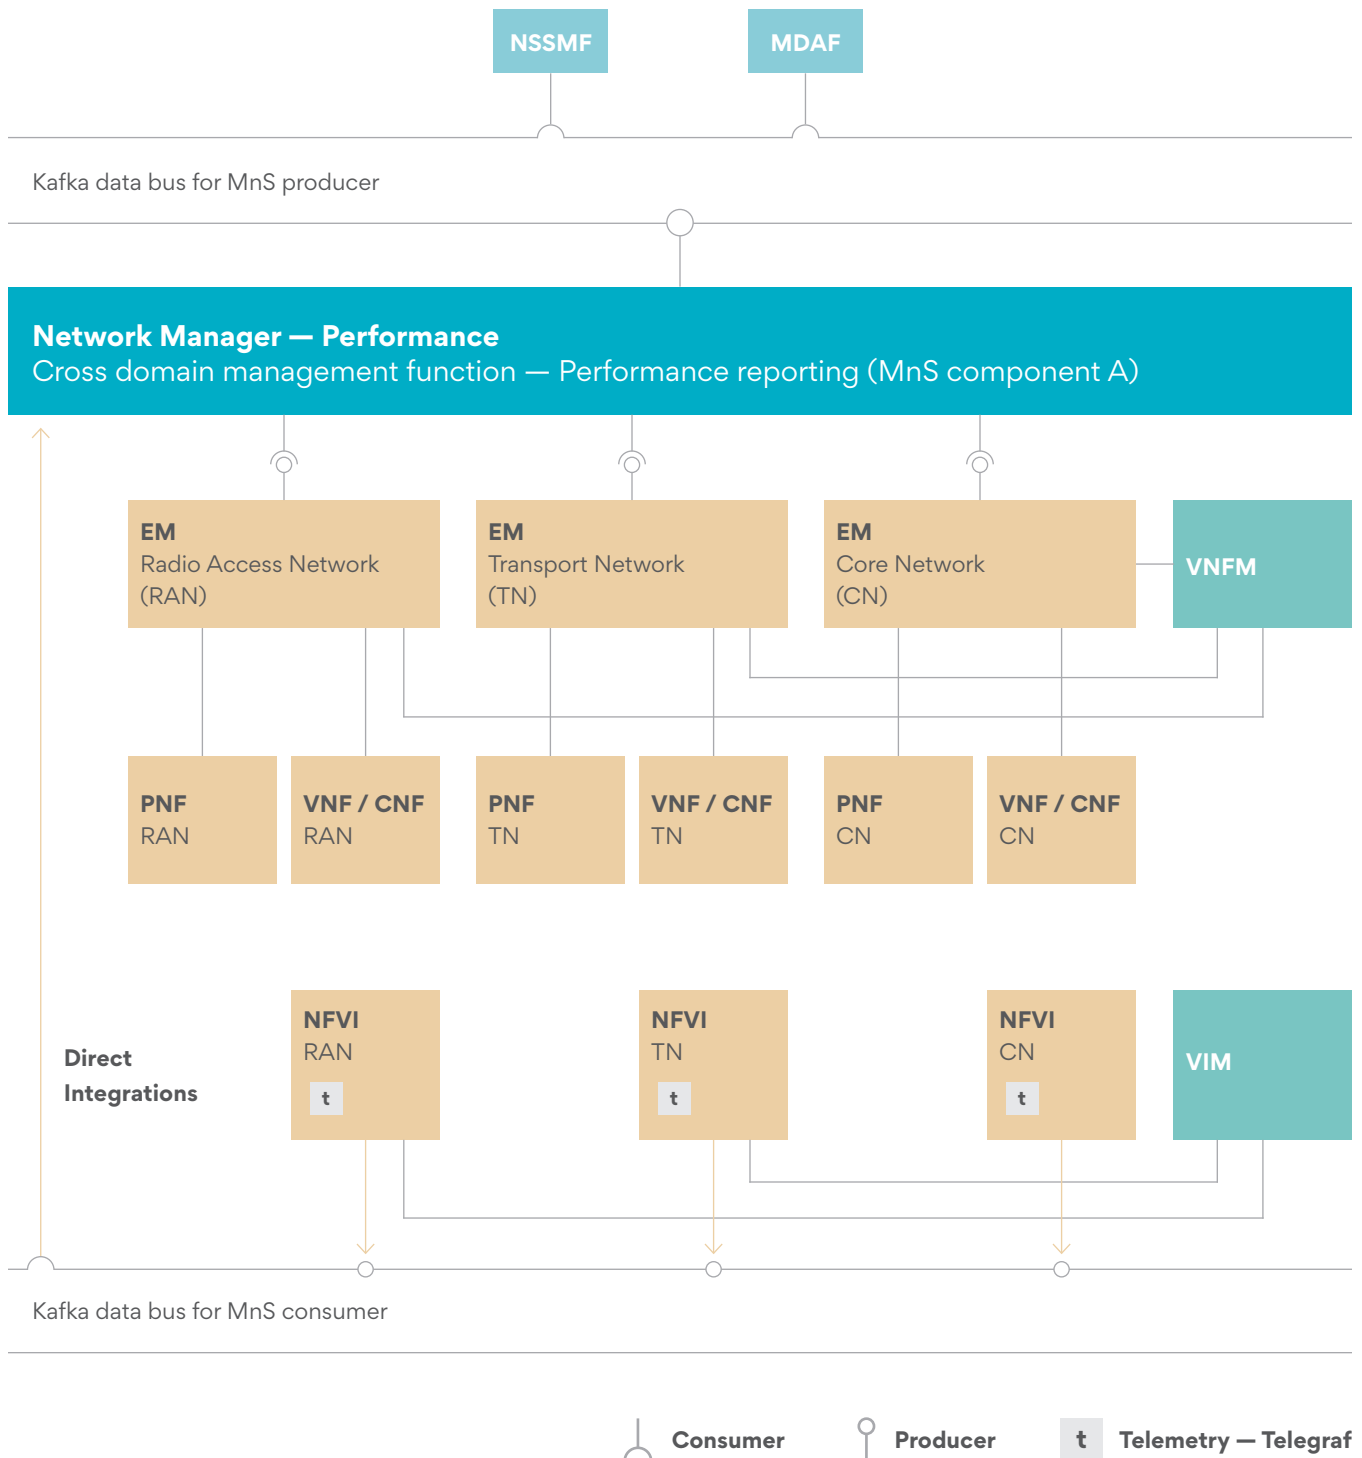 NSSMF
MDAF
Kafka data bus for MnS producer
Network Manager — Performance
Cross domain management function — Performance reporting (MnS component A)
EM
Radio Access Network
(RAN)
EM
Transport Network
(TN)
EM
Core Network
(CN)
VNFM
PNF
RAN
VNF / CNF
RAN
PNF
TN
VNF / CNF
TN
PNF
CN
VNF / CNF
CN
Direct
Integrations
NFVI
RAN
t
NFVI
TN
t
NFVI
CN
t
VIM
Kafka data bus for MnS consumer
Consumer
Producer
t
Telemetry — Telegraf